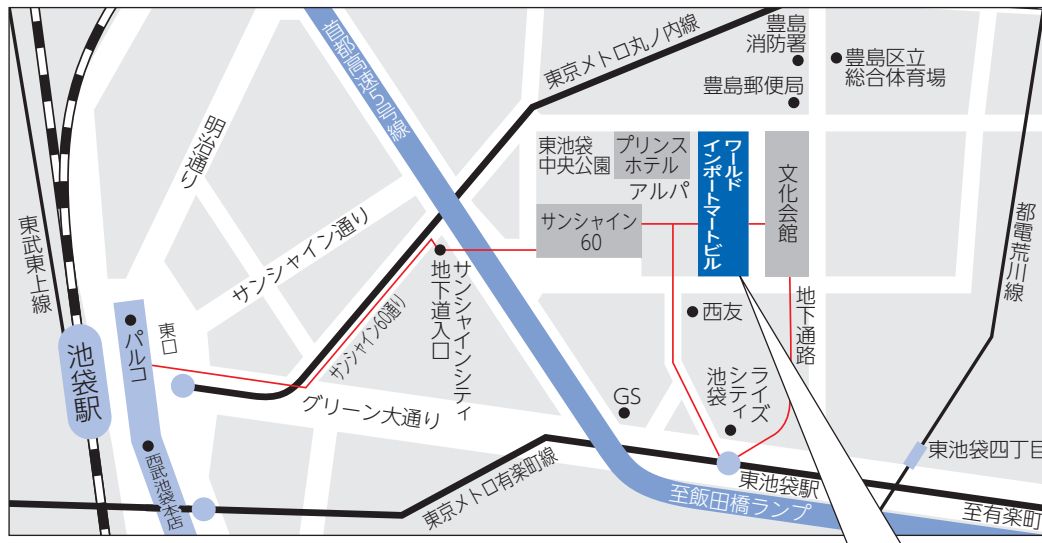 首都高速5号線
東京メトロ丸ノ内線
豊島
消防署
豊島区立
総合体育場
豊島郵便局
明治通り
東池袋
中央公園
プリンス
ホテル
アルパ
ワールド
インポートマートビル
文化会館
サンシャイン
60
サンシャイン通り
東武東上線
都電荒川線
サンシャインシティ
地下道入口
サンシャイン60通り
地下通路
西友
パルコ
東口
池袋駅
グリーン大通り
GS
ライズ
シティ
池袋
東池袋四丁目
東池袋駅
西武池袋本店
東京メトロ有楽町線
至飯田橋ランプ
至有楽町